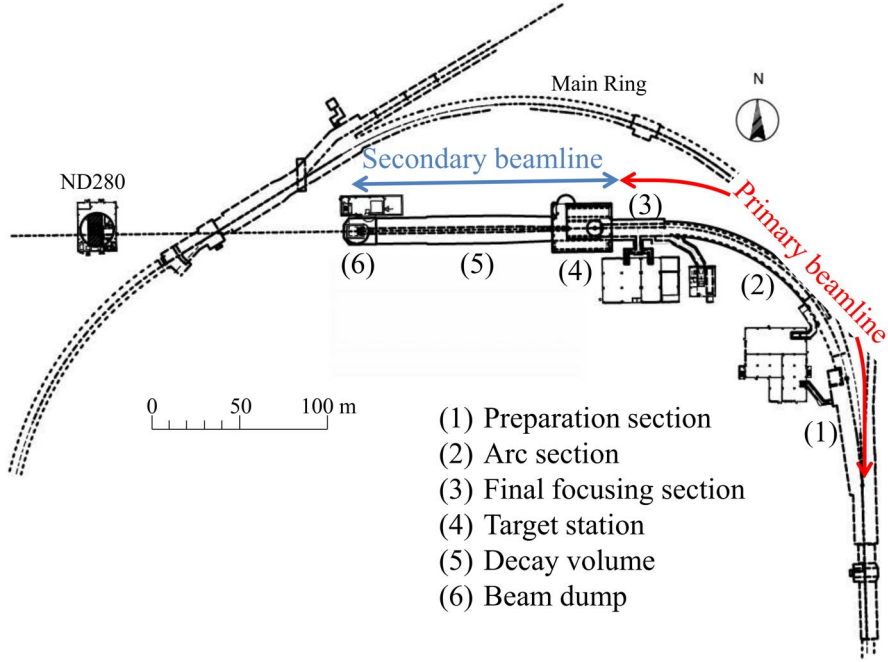 Main Ring
N
Secondary beamline
ND280
Primary beamline
(3)
(6)
(5)
(4)
(2)
(1)
0 50 100 m
(1) Preparation section
(2) Arc section
(3) Final focusing section
(4) Target station
(5) Decay volume
(6) Beam dump